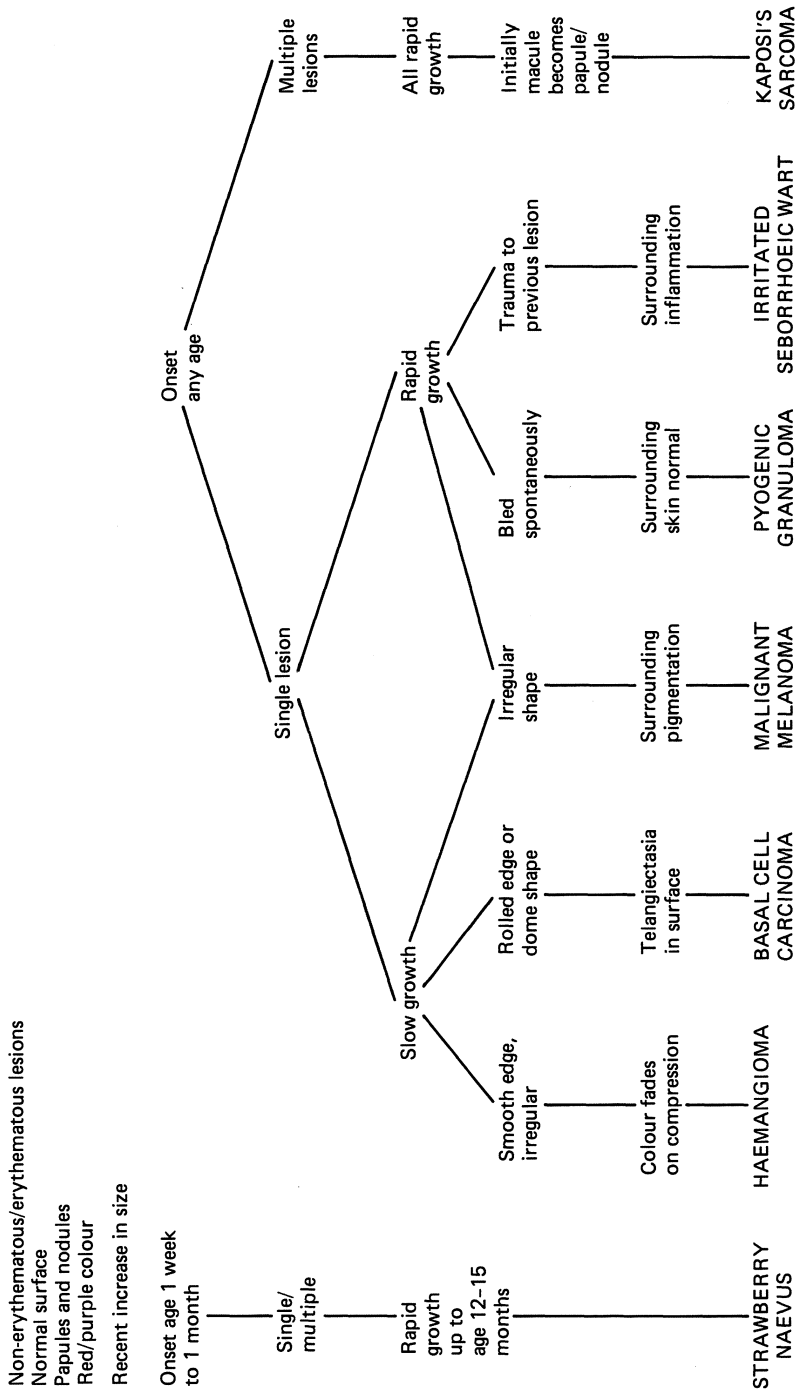 Non-erythematous/erythematous lesions
Normal surface
Papules and nodules
Red/purple colour
Recent increase in size
Onset age 1 week
to 1 month
Onset
any age
Single/
multiple
Single lesion
Multiple
lesions
Rapid
growth
up to
age 12–15
months
Slow growth
Rapid
growth
All rapid
growth
Smooth edge,
irregular
Rolled edge or
dome shape
Irregular
shape
Bled
spontaneously
Trauma to
previous lesion
Initially
macule
becomes
papule/
nodule
Colour fades
on compression
Telangiectasia
in surface
Surrounding
pigmentation
Surrounding
skin normal
Surrounding
inflammation
STRAWBERRY
NAEVUS
HAEMANGIOMA
BASAL CELL
CARCINOMA
MALIGNANT
MELANOMA
PYOGENIC
GRANULOMA
IRRITATED
SEBORRHOEIC WART
KAPOSI'S
SARCOMA